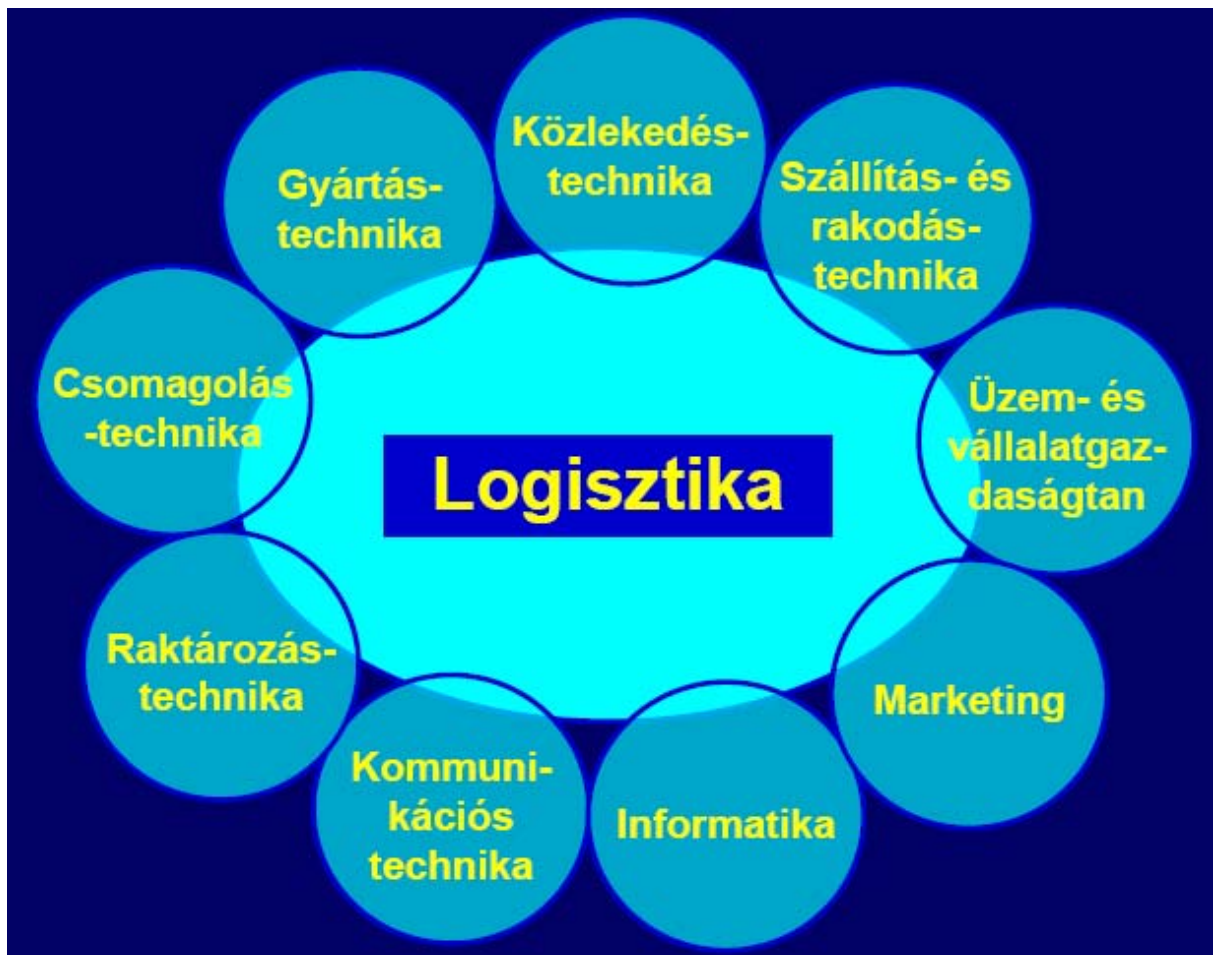 Közlekedés-
technika
Gyártás-
technika
Szállítás- és
rakodás-
technika
Csomagolás
-technika
Üzem- és
vállalatgaz-
daságtan
Logisztika
Raktározás-
technika
Marketing
Kommuni-
kációs
technika
Informatika